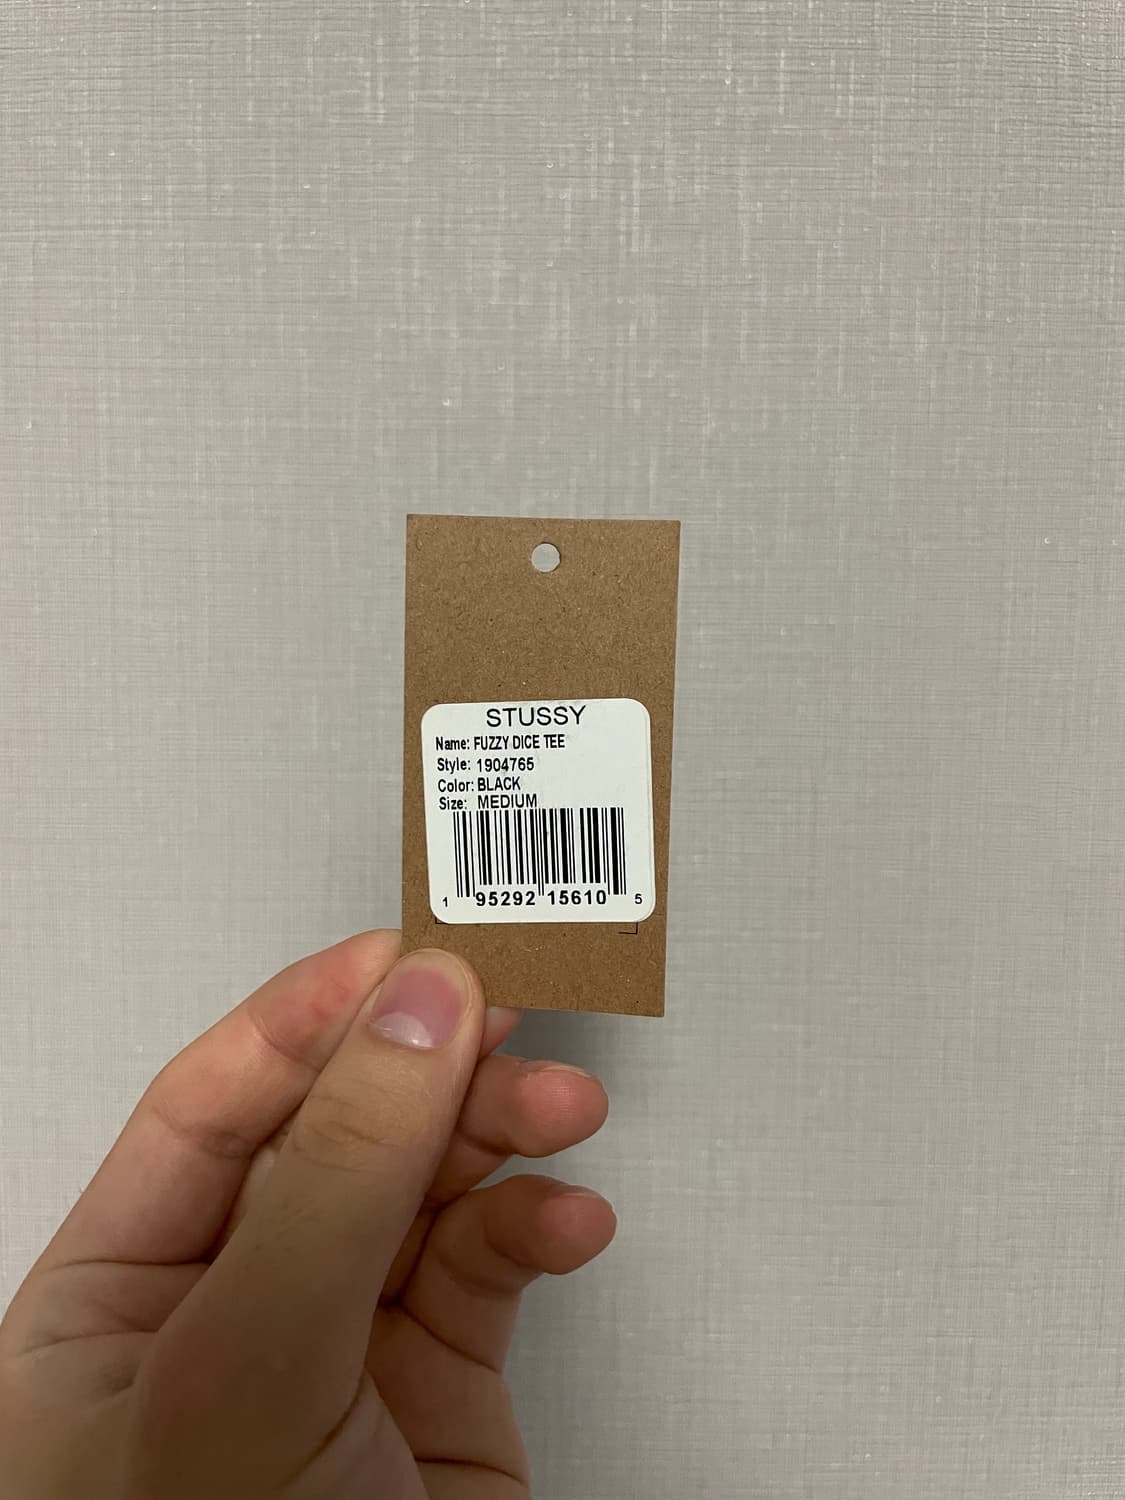 STUSSY
Name: FUZZY DICE TEE
Style: 1904765
Color: BLACK
Size: MEDIUM
1 95292 15610 5